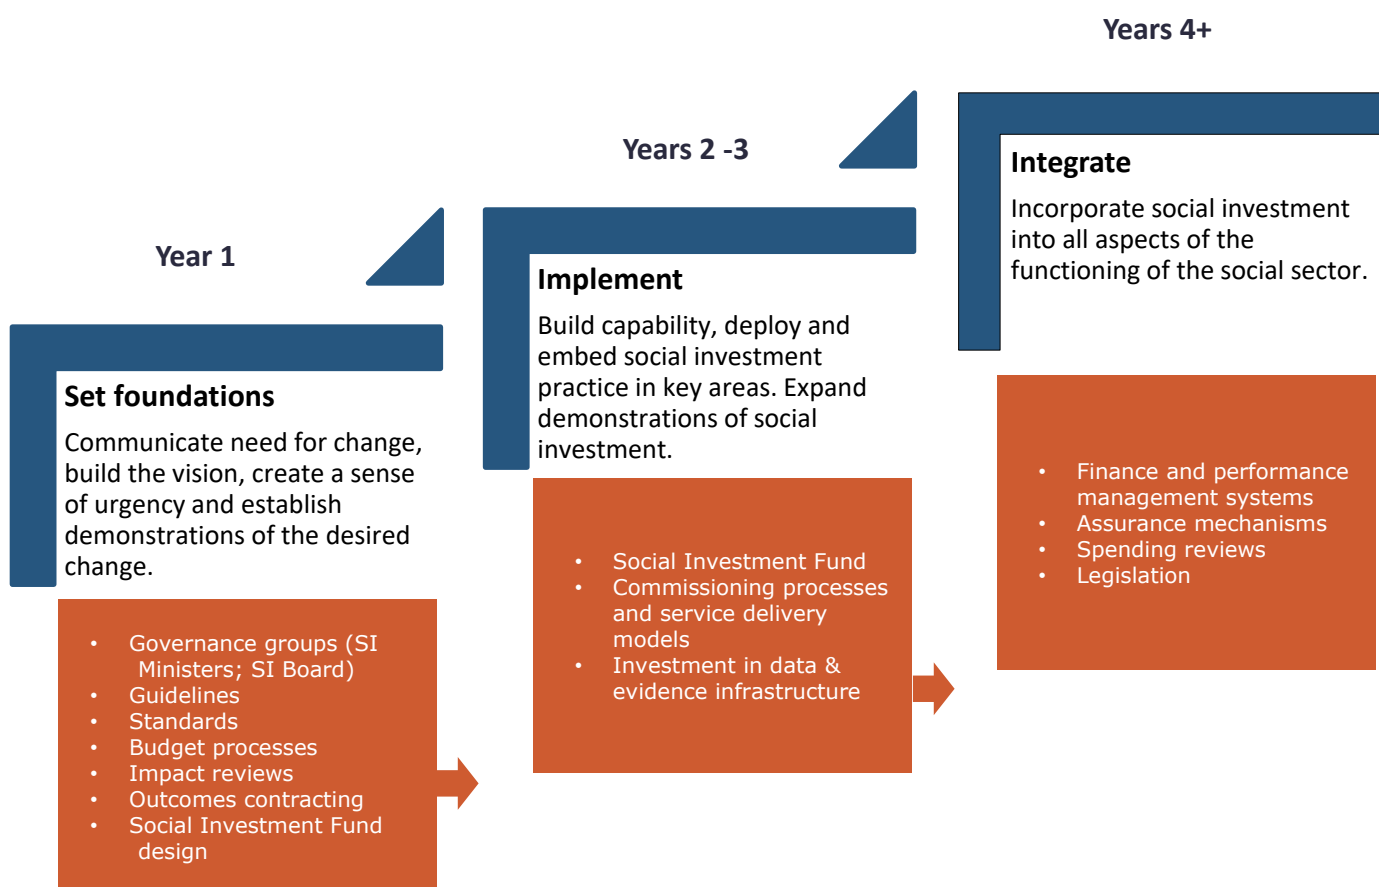 Year 1
Set foundations
Communicate need for change,
build the vision, create a sense
of urgency and establish
demonstrations of the desired
change.
• Governance groups (SI
Ministers; SI Board)
• Guidelines
• Standards
• Budget processes
• Impact reviews
• Outcomes contracting
• Social Investment Fund
design
Years 2 -3
Implement
Build capability, deploy and
embed social investment
practice in key areas. Expand
demonstrations of social
investment.
• Social Investment Fund
• Commissioning processes
and service delivery
models
• Investment in data &
evidence infrastructure
Years 4+
Integrate
Incorporate social investment
into all aspects of the
functioning of the social sector.
• Finance and performance
management systems
• Assurance mechanisms
• Spending reviews
• Legislation